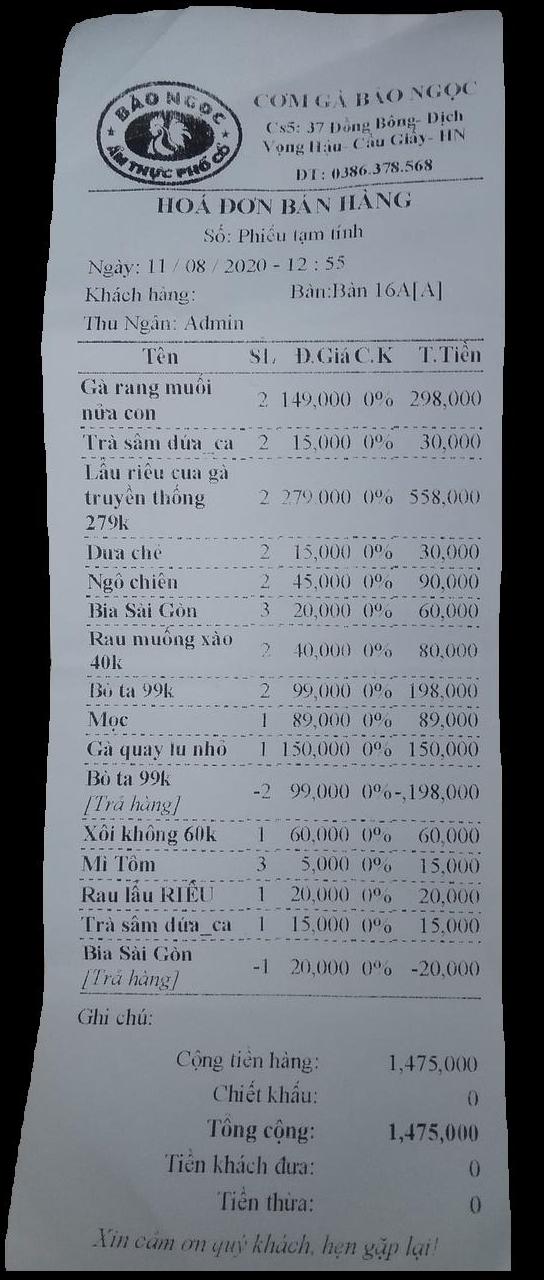 BẢO NGỌC
ẨM THỰC PHỐ CỔ
CƠM GÀ BẢO NGỌC
Cs5: 37 Dông Bông- Dịch
Vọng Hậu- Cầu Giấy- HN
ĐT: 0386.378.568
HOÁ ĐƠN BÁN HÀNG
Số: Phiếu tạm tính
Ngày: 11 / 08 / 2020 - 12 : 55
Khách hàng: Bàn:Bàn 16A[A]
Thu Ngân: Admin
Tên SL Đ.Giá C.K T.Tiền
Gà rang muối
nửa con 2 149,000 0% 298,000
Trà sâm dứa_ca 2 15,000 0% 30,000
Lẩu riêu cua gà
truyền thống 2 279,000 0% 558,000
279k
Dưa chẻ 2 15,000 0% 30,000
Ngô chiên 2 45,000 0% 90,000
Bia Sài Gòn 3 20,000 0% 60,000
Rau muống xào
40k 2 40,000 0% 80,000
Bò ta 99k 2 99,000 0% 198,000
Mọc 1 89,000 0% 89,000
Gà quay lu nhỏ 1 150,000 0% 150,000
Bò ta 99k
[Trả hàng] -2 99,000 0% -,198,000
Xôi không 60k 1 60,000 0% 60,000
Mì Tôm 3 5,000 0% 15,000
Rau lẩu RIÊU 1 20,000 0% 20,000
Trà sâm dứa_ca 1 15,000 0% 15,000
Bia Sài Gòn
[Trả hàng] -1 20,000 0% -20,000
Ghi chú:
Cộng tiền hàng: 1,475,000
Chiết khấu: 0
Tổng cộng: 1,475,000
Tiền khách đưa: 0
Tiền thừa: 0
Xin cảm ơn quý khách, hẹn gặp lại!